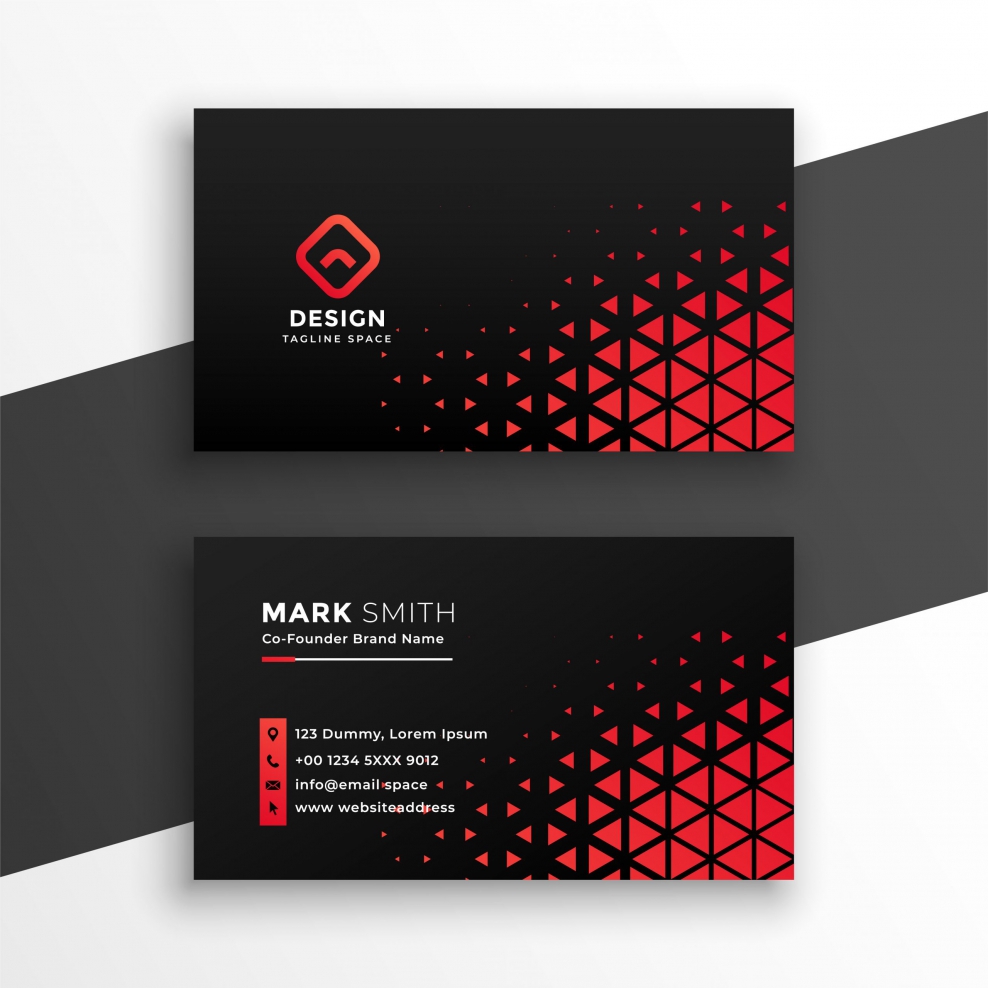 DESIGN
TAGLINE SPACE
MARK SMITH
Co-Founder Brand Name
123 Dummy, Lorem Ipsum
+00 1234 5XXX 9012
info@email space
www websiteaddress